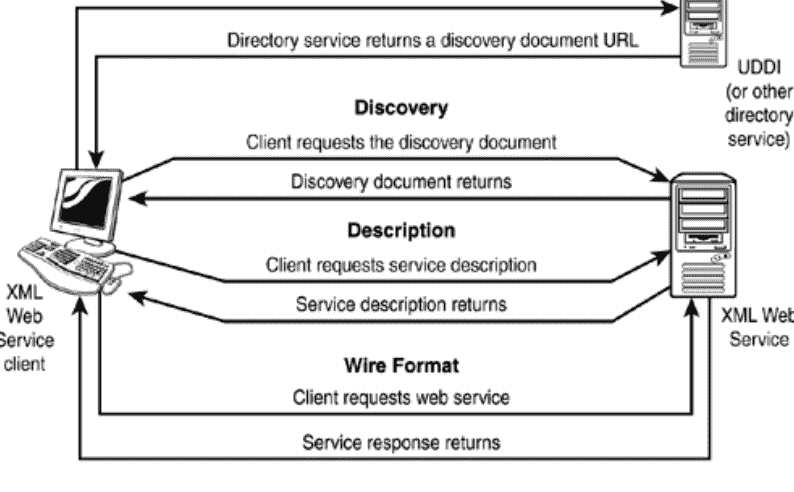 Directory service returns a discovery document URL
UDDI
(or other
directory
service)
Discovery
Client requests the discovery document
Discovery document returns
Description
Client requests service description
Service description returns
XML
Web
Service
client
XML Web
Service
Wire Format
Client requests web service
Service response returns